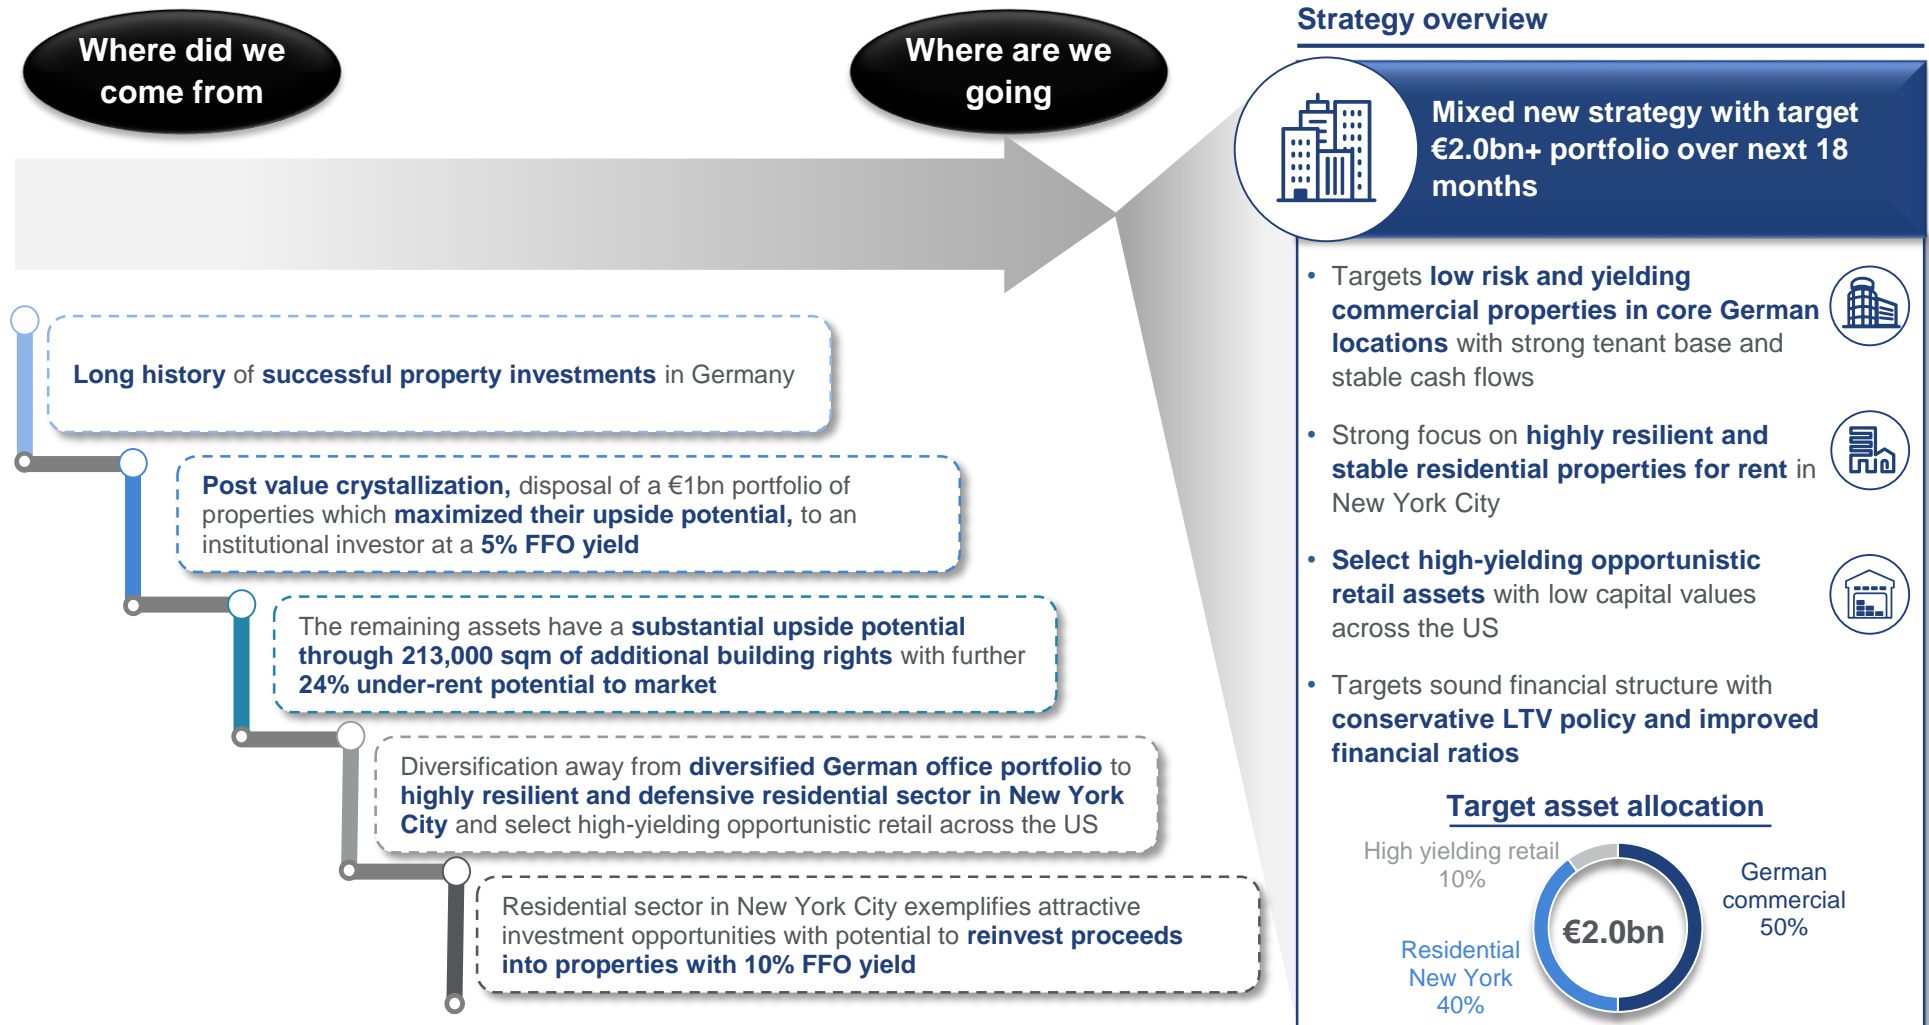 Where did we
come from
Where are we
going
Long history of successful property investments in Germany
Post value crystallization, disposal of a €1bn portfolio of
properties which maximized their upside potential, to an
institutional investor at a 5% FFO yield
The remaining assets have a substantial upside potential
through 213,000 sqm of additional building rights with further
24% under-rent potential to market
Diversification away from diversified German office portfolio to
highly resilient and defensive residential sector in New York
City and select high-yielding opportunistic retail across the US
Residential sector in New York City exemplifies attractive
investment opportunities with potential to reinvest proceeds
into properties with 10% FFO yield
Strategy overview
Mixed new strategy with target
€2.0bn+ portfolio over next 18
months
• Targets low risk and yielding
commercial properties in core German
locations with strong tenant base and
stable cash flows
• Strong focus on highly resilient and
stable residential properties for rent in
New York City
• Select high-yielding opportunistic
retail assets with low capital values
across the US
• Targets sound financial structure with
conservative LTV policy and improved
financial ratios
Target asset allocation
High yielding retail
10%
German
commercial
50%
€2.0bn
Residential
New York
40%